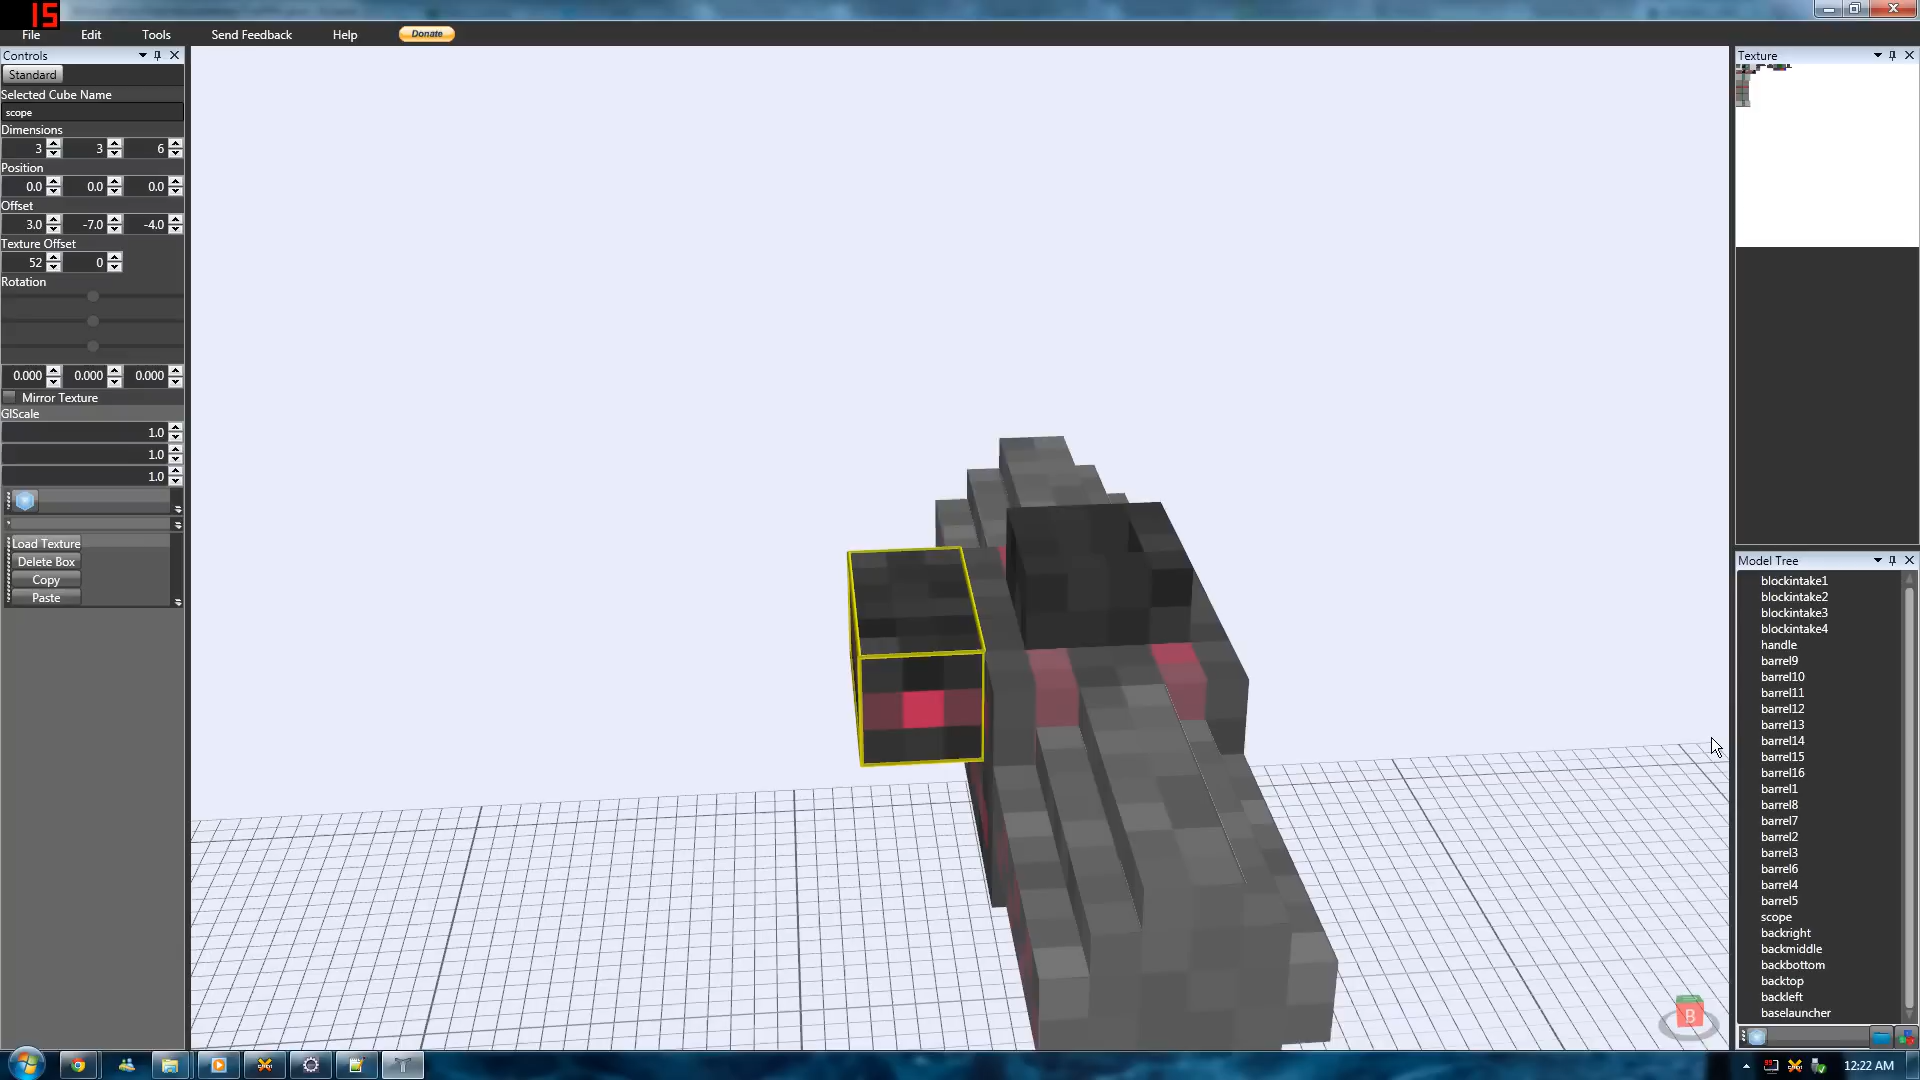 15
File Edit Tools Send Feedback Help Donate
Controls
Standard
Selected Cube Name
scope
Dimensions
3 3 6
Position
0.0 0.0 0.0
Offset
3.0 -7.0 -4.0
Texture Offset
52 0
Rotation
0.000 0.000 0.000
Mirror Texture
GlScale
1.0
1.0
1.0
Load Texture
Delete Box
Copy
Paste
Texture
Model Tree
blockintake1
blockintake2
blockintake3
blockintake4
handle
barrel9
barrel10
barrel11
barrel12
barrel13
barrel14
barrel15
barrel16
barrel1
barrel8
barrel7
barrel2
barrel3
barrel6
barrel4
barrel5
scope
backright
backmiddle
backbottom
backtop
backleft
baselauncher
B
12:22 AM